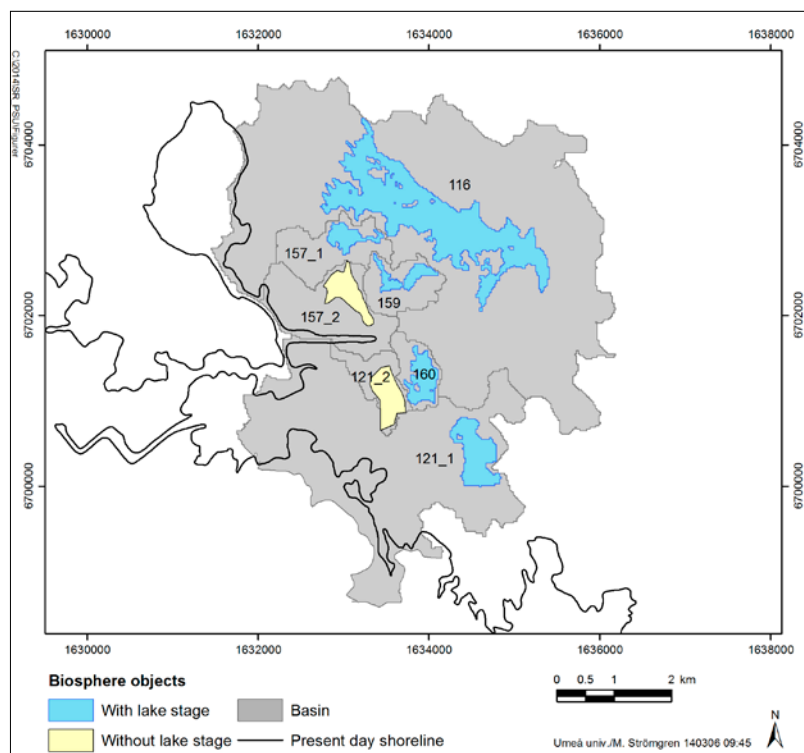 1630000 1632000 1634000 1636000 1638000
C:\2014\SR_PSU\Figurer
6704000 6704000
116
157_1
159
6702000 157_2 6702000
121_2 160
121_1
6700000 6700000
1630000 1632000 1634000 1636000 1638000
Biosphere objects
With lake stage Basin
Without lake stage Present day shoreline
0 0.5 1 2 km
N
Umeå univ./M. Strömgren 140306 09:45